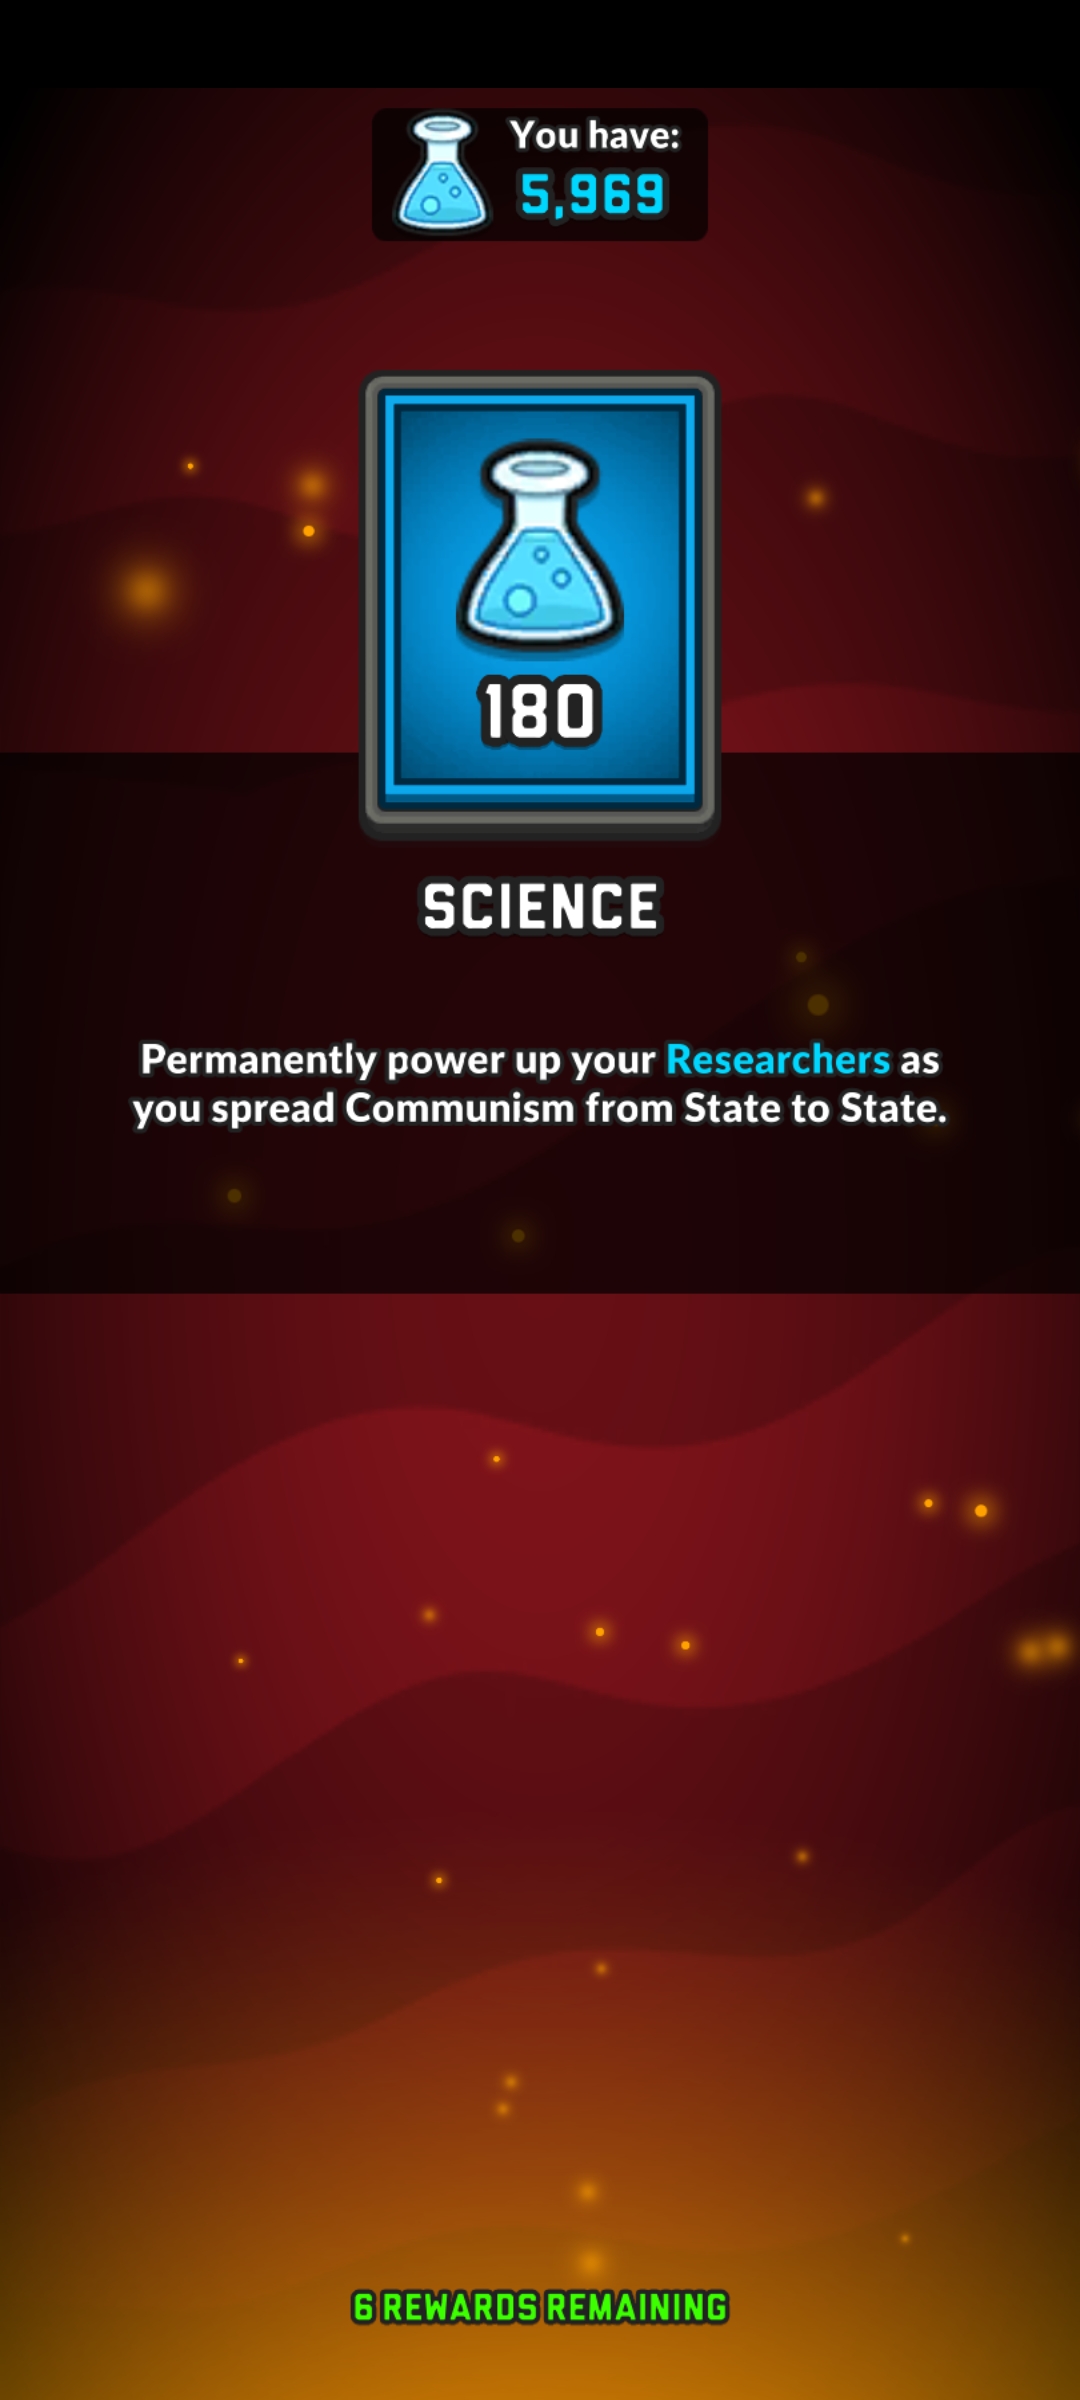 You have:
5,969
180
SCIENCE
Permanently power up your Researchers as
you spread Communism from State to State.
6 REWARDS REMAINING